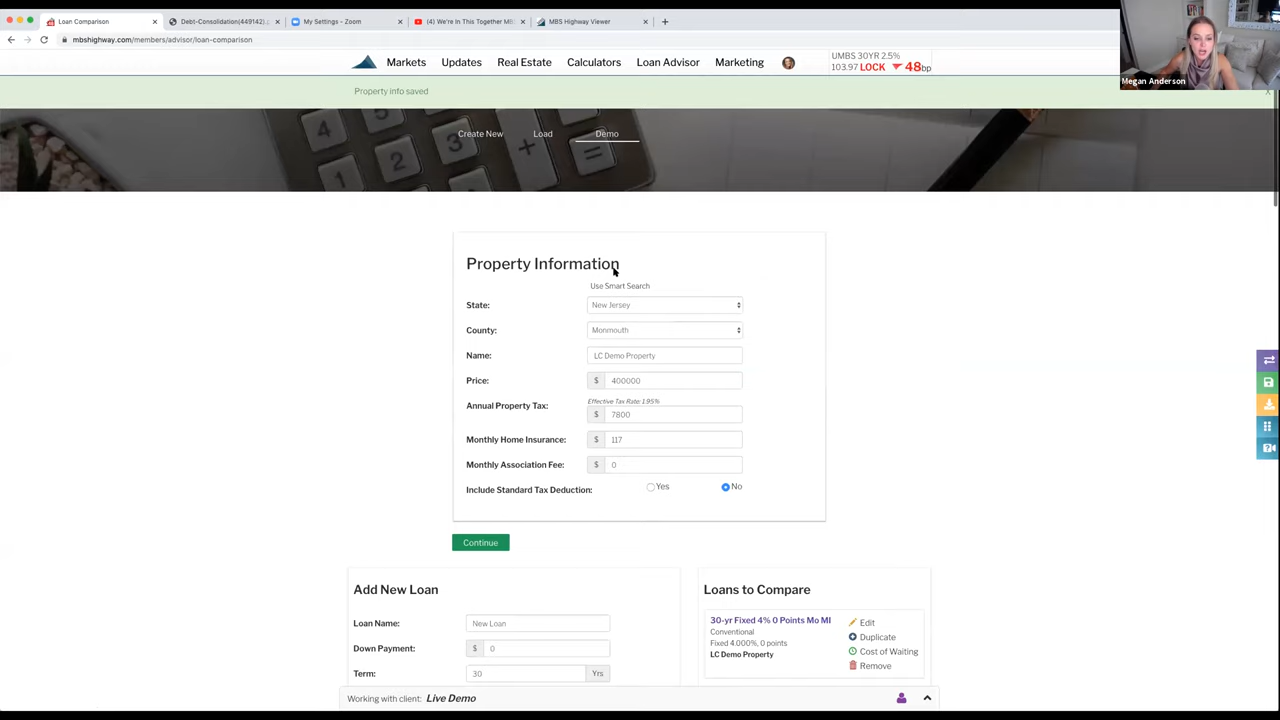 Loan Comparison
Debt-Consolidation(449142).p
My Settings - Zoom
(4) We're In This Together MBS
MBS Highway Viewer
mbshighway.com/members/advisor/loan-comparison
Markets
Updates
Real Estate
Calculators
Loan Advisor
Marketing
UMBS 30YR 2.5%
103.97 LOCK 48bp
Megan Anderson
Property info saved
x
Create New
Load
Demo
Property Information
Use Smart Search
State:
New Jersey
County:
Monmouth
Name:
LC Demo Property
Price:
$ 400000
Effective Tax Rate: 1.95%
Annual Property Tax:
$ 7800
Monthly Home Insurance:
$ 117
Monthly Association Fee:
$ 0
Include Standard Tax Deduction:
Yes
No
Continue
Add New Loan
Loan Name:
New Loan
Down Payment:
$ 0
Term:
30 Yrs
Loans to Compare
30-yr Fixed 4% 0 Points Mo MI
Conventional
Fixed 4.000%, 0 points
LC Demo Property
Edit
Duplicate
Cost of Waiting
Remove
Working with client: Live Demo